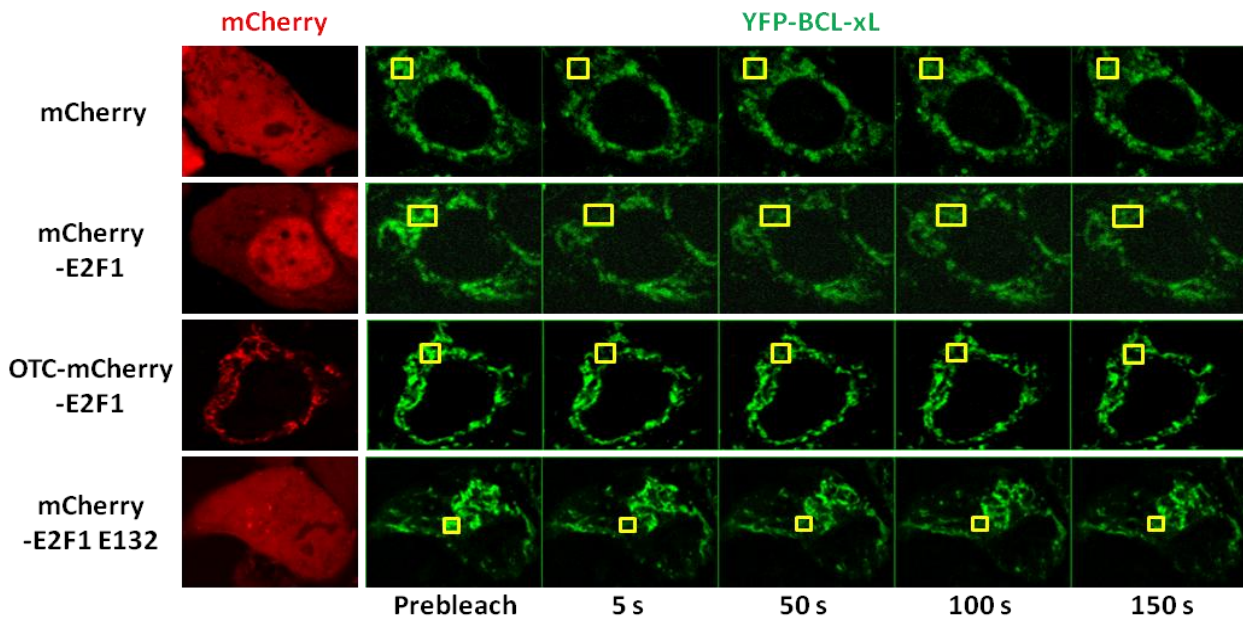 mCherry YFP-BCL-xL
mCherry
mCherry
-E2F1
OTC-mCherry
-E2F1
mCherry
-E2F1 E132
Prebleach 5 s 50 s 100 s 150 s